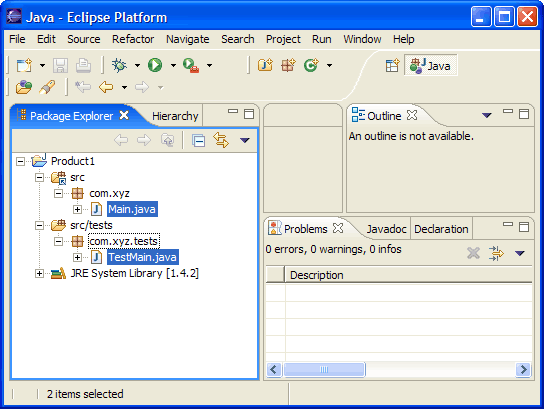 Java - Eclipse Platform
File Edit Source Refactor Navigate Search Project Run Window Help
Java
Package Explorer Hierarchy
Product1
src
com.xyz
Main.java
src/tests
com.xyz.tests
TestMain.java
JRE System Library [1.4.2]
Outline
An outline is not available.
Problems Javadoc Declaration
0 errors, 0 warnings, 0 infos
Description
2 items selected